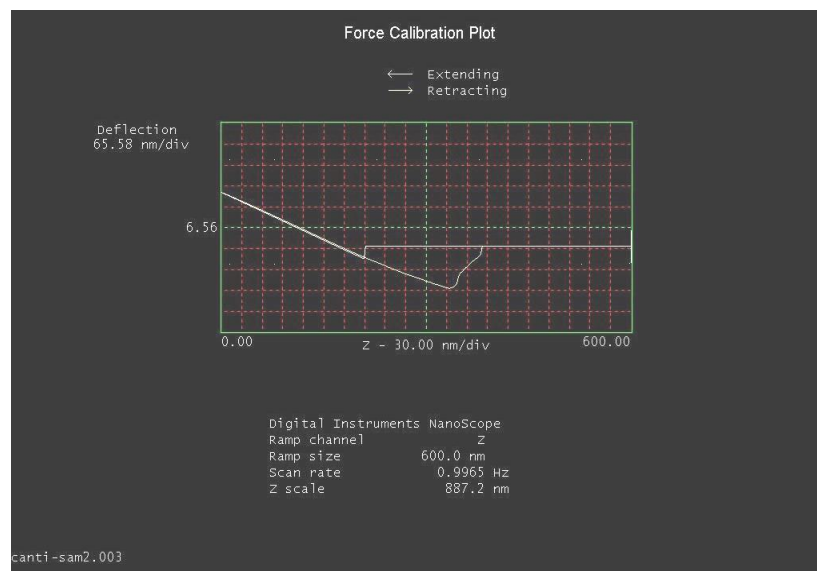 Force Calibration Plot
Extending
Retracting
Deflection
65.58 nm/div
6.56
0.00
Z - 30.00 nm/div
600.00
Digital Instruments NanoScope
Ramp channel Z
Ramp size 600.0 nm
Scan rate 0.9965 Hz
Z scale 887.2 nm
canti-sam2.003